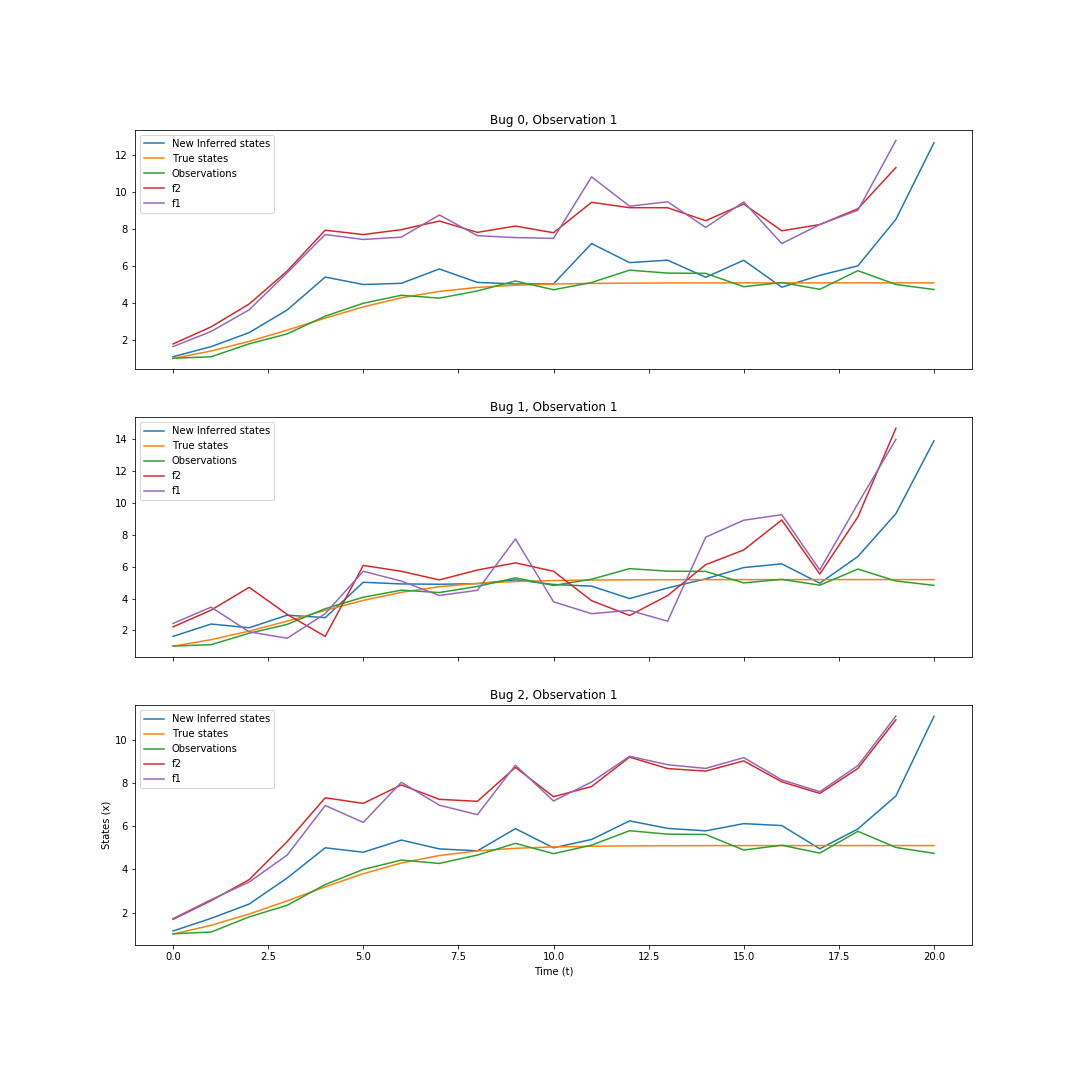 Bug 0, Observation 1
New Inferred states
True states
Observations
f2
f1
12
10
8
6
4
2
Bug 1, Observation 1
New Inferred states
True states
Observations
f2
f1
14
12
10
8
6
4
2
Bug 2, Observation 1
New Inferred states
True states
Observations
f2
f1
10
8
6
4
2
States (x)
0.0 2.5 5.0 7.5 10.0 12.5 15.0 17.5 20.0
Time (t)